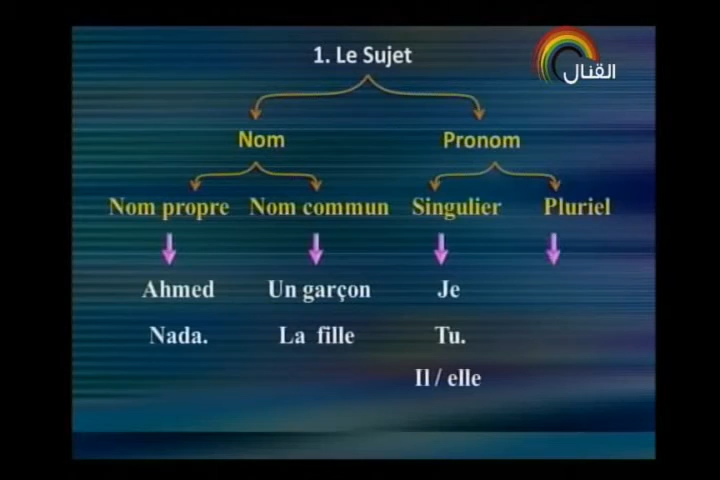 1. Le Sujet
القنال
Nom Pronom
Nom propre Nom commun Singulier Pluriel
Ahmed Un garçon Je
Nada. La fille Tu.
Il / elle